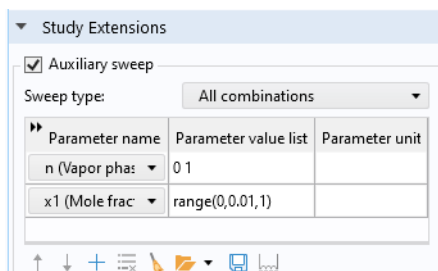 Study Extensions
Auxiliary sweep
Sweep type: All combinations
Parameter name Parameter value list Parameter unit
n (Vapor phas 0 1
x1 (Mole frac range(0,0.01,1)